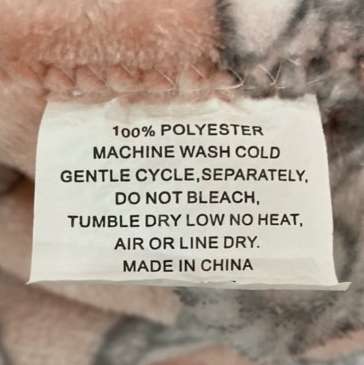 100% POLYESTER
MACHINE WASH COLD
GENTLE CYCLE,SEPARATELY,
DO NOT BLEACH,
TUMBLE DRY LOW NO HEAT,
AIR OR LINE DRY.
MADE IN CHINA